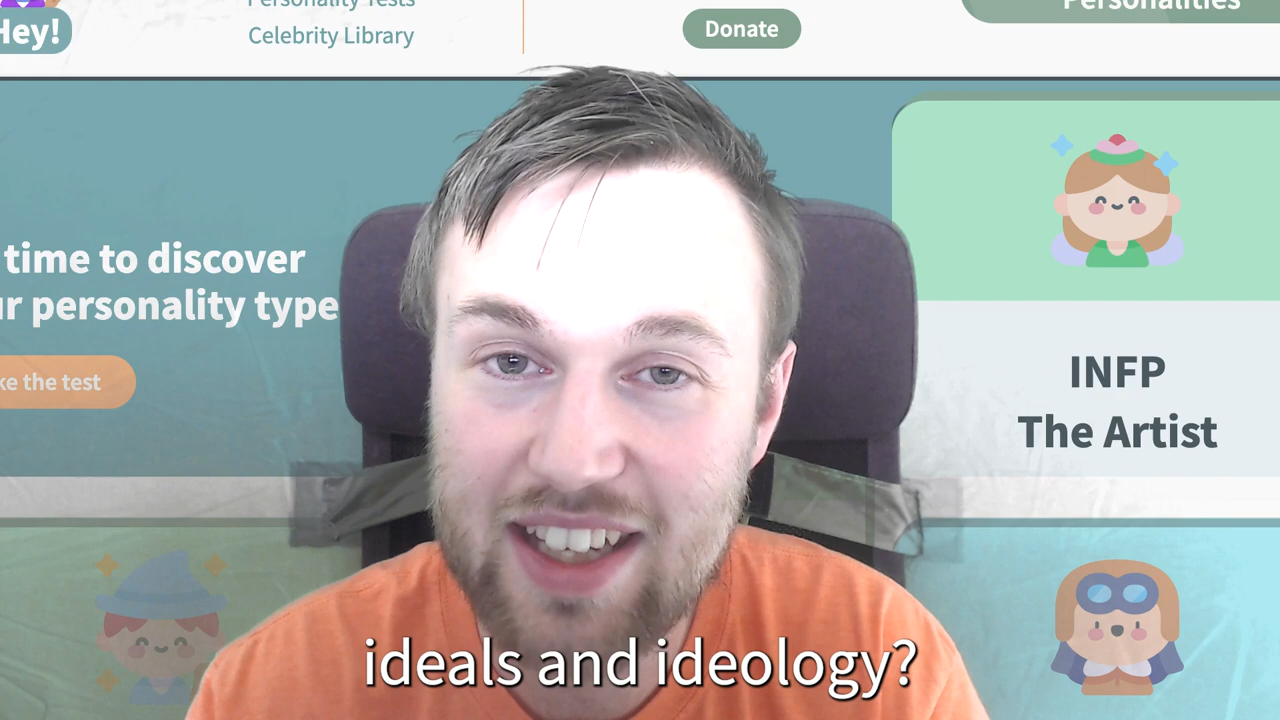 Personality Tests
Hey!
Celebrity Library
Donate
Personalities
time to discover
ur personality type
ke the test
INFP
The Artist
ideals and ideology?